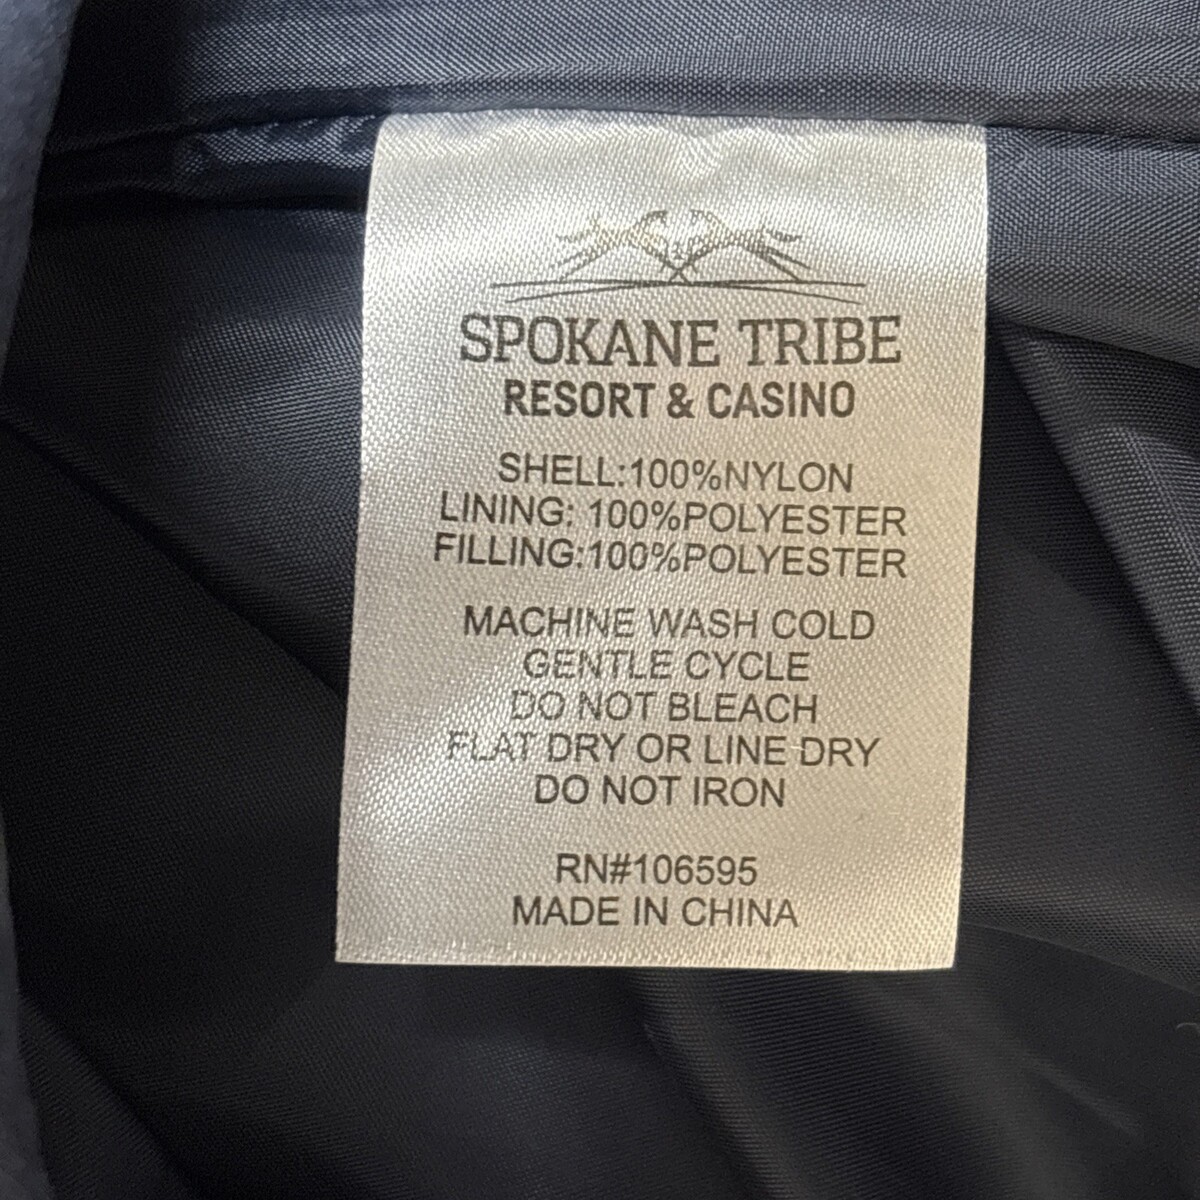 SPOKANE TRIBE
RESORT & CASINO
SHELL:100%NYLON
LINING: 100%POLYESTER
FILLING:100%POLYESTER
MACHINE WASH COLD
GENTLE CYCLE
DO NOT BLEACH
FLAT DRY OR LINE DRY
DO NOT IRON
RN#106595
MADE IN CHINA